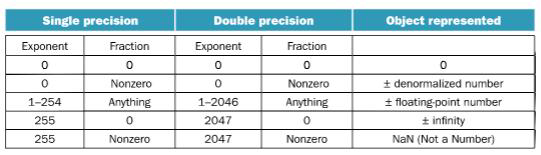 Single precision Double precision Object represented
Exponent Fraction Exponent Fraction
0 0 0 0 0
0 Nonzero 0 Nonzero ± denormalized number
1–254 Anything 1–2046 Anything ± floating-point number
255 0 2047 0 ± infinity
255 Nonzero 2047 Nonzero NaN (Not a Number)